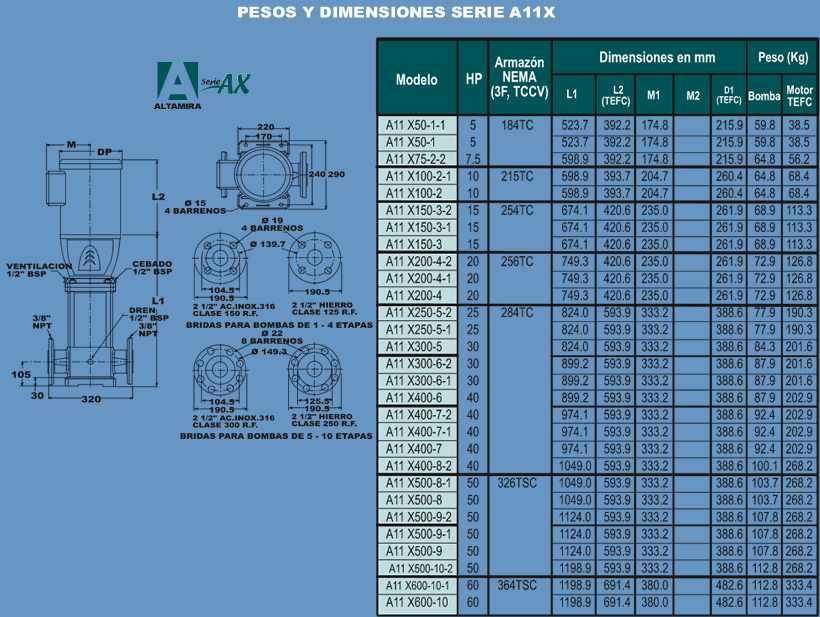 PESOS Y DIMENSIONES SERIE A11X
Serie AX
ALTAMIRA
M
DP
L2
VENTILACION
1/2" BSP
CEBADO
1/2" BSP
L1
DREN
1/2" BSP
3/8"
NPT
3/8"
NPT
105
30
320
220
170
240 290
Ø 15
4 BARRENOS
Ø 19
4 BARRENOS
Ø 139.7
104.5
190.5
190.5
2 1/2" AC.INOX.316
CLASE 150 R.F.
2 1/2" HIERRO
CLASE 125 R.F.
BRIDAS PARA BOMBAS DE 1 - 4 ETAPAS
Ø 22
8 BARRENOS
Ø 149.3
104.5
190.5
125.5
190.5
2 1/2" AC.INOX.316
CLASE 300 R.F.
2 1/2" HIERRO
CLASE 250 R.F.
BRIDAS PARA BOMBAS DE 5 - 10 ETAPAS
Modelo HP Armazón NEMA (3F, TCCV) Dimensiones en mm Peso (Kg)
L1 L2 (TEFC) M1 M2 D1 (TEFC) Bomba Motor TEFC
A11 X50-1-1 5 184TC 523.7 392.2 174.8 215.9 59.8 38.5
A11 X50-1 5 523.7 392.2 174.8 215.9 59.8 38.5
A11 X75-2-2 7.5 598.9 392.2 174.8 215.9 64.8 56.2
A11 X100-2-1 10 215TC 598.9 393.7 204.7 260.4 64.8 68.4
A11 X100-2 10 598.9 393.7 204.7 260.4 64.8 68.4
A11 X150-3-2 15 254TC 674.1 420.6 235.0 261.9 68.9 113.3
A11 X150-3-1 15 674.1 420.6 235.0 261.9 68.9 113.3
A11 X150-3 15 674.1 420.6 235.0 261.9 68.9 113.3
A11 X200-4-2 20 256TC 749.3 420.6 235.0 261.9 72.9 126.8
A11 X200-4-1 20 749.3 420.6 235.0 261.9 72.9 126.8
A11 X200-4 20 749.3 420.6 235.0 261.9 72.9 126.8
A11 X250-5-2 25 284TC 824.0 593.9 333.2 388.6 77.9 190.3
A11 X250-5-1 25 824.0 593.9 333.2 388.6 77.9 190.3
A11 X300-5 30 824.0 593.9 333.2 388.6 84.3 201.6
A11 X300-6-2 30 899.2 593.9 333.2 388.6 87.9 201.6
A11 X300-6-1 30 899.2 593.9 333.2 388.6 87.9 201.6
A11 X400-6 40 899.2 593.9 333.2 388.6 87.9 202.9
A11 X400-7-2 40 974.1 593.9 333.2 388.6 92.4 202.9
A11 X400-7-1 40 974.1 593.9 333.2 388.6 92.4 202.9
A11 X400-7 40 974.1 593.9 333.2 388.6 92.4 202.9
A11 X400-8-2 40 1049.0 593.9 333.2 388.6 100.1 268.2
A11 X500-8-1 50 326TSC 1049.0 593.9 333.2 388.6 103.7 268.2
A11 X500-8 50 1049.0 593.9 333.2 388.6 103.7 268.2
A11 X500-9-2 50 1124.0 593.9 333.2 388.6 107.8 268.2
A11 X500-9-1 50 1124.0 593.9 333.2 388.6 107.8 268.2
A11 X500-9 50 1124.0 593.9 333.2 388.6 107.8 268.2
A11 X500-10-2 50 1198.9 593.9 333.2 388.6 112.8 268.2
A11 X600-10-1 60 364TSC 1198.9 691.4 380.0 482.6 112.8 333.4
A11 X600-10 60 1198.9 691.4 380.0 482.6 112.8 333.4